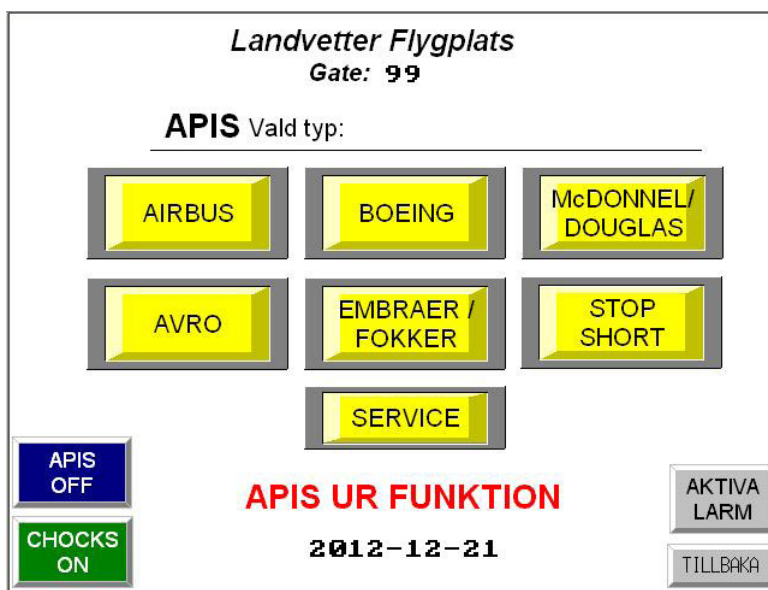 Landvetter Flygplats
Gate: 99
APIS Vald typ:
AIRBUS
BOEING
McDONNEL/
DOUGLAS
AVRO
EMBRAER /
FOKKER
STOP
SHORT
SERVICE
APIS
OFF
APIS UR FUNKTION
AKTIVA
LARM
CHOCKS
ON
2012-12-21
TILLBAKA